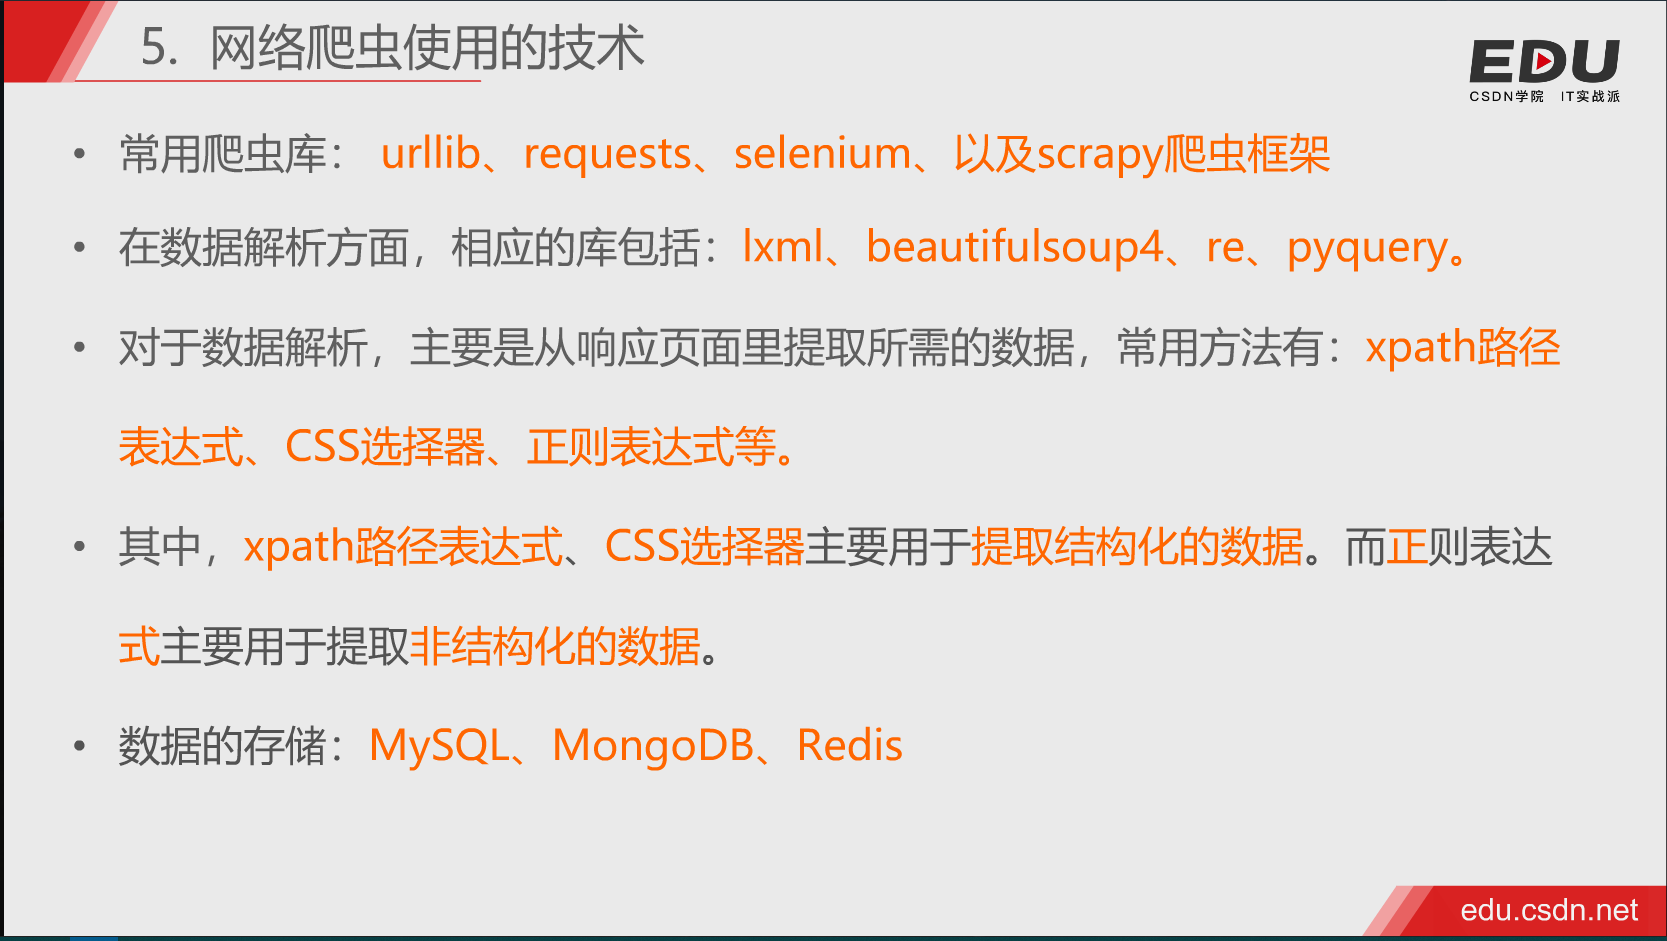 5. 网络爬虫使用的技术
EDU
CSDN学院 IT实战派
• 常用爬虫库： urllib、requests、selenium、以及scrapy爬虫框架
• 在数据解析方面，相应的库包括：lxml、beautifulsoup4、re、pyquery。
• 对于数据解析，主要是从响应页面里提取所需的数据，常用方法有：xpath路径
表达式、CSS选择器、正则表达式等。
• 其中，xpath路径表达式、CSS选择器主要用于提取结构化的数据。而正则表达
式主要用于提取非结构化的数据。
• 数据的存储：MySQL、MongoDB、Redis
edu.csdn.net